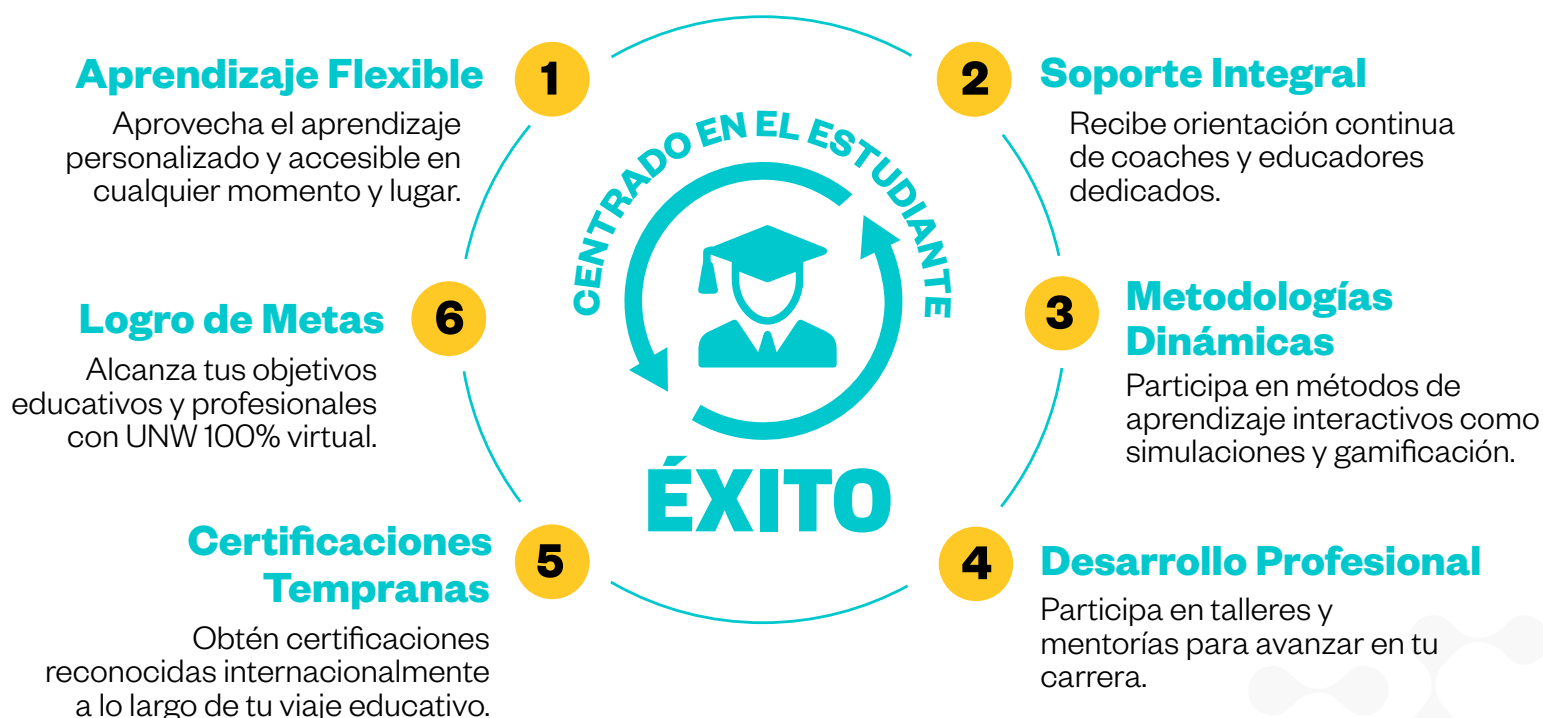 1
Aprendizaje Flexible
Aprovecha el aprendizaje
personalizado y accesible en
cualquier momento y lugar.
2
Soporte Integral
Recibe orientación continua
de coaches y educadores
dedicados.
3
Metodologías
Dinámicas
Participa en métodos de
aprendizaje interactivos como
simulaciones y gamificación.
4
Desarrollo Profesional
Participa en talleres y
mentorías para avanzar en tu
carrera.
5
Certificaciones
Tempranas
Obtén certificaciones
reconocidas internacionalmente
a lo largo de tu viaje educativo.
6
Logro de Metas
Alcanza tus objetivos
educativos y profesionales
con UNW 100% virtual.
CENTRADO EN EL ESTUDIANTE
ÉXITO